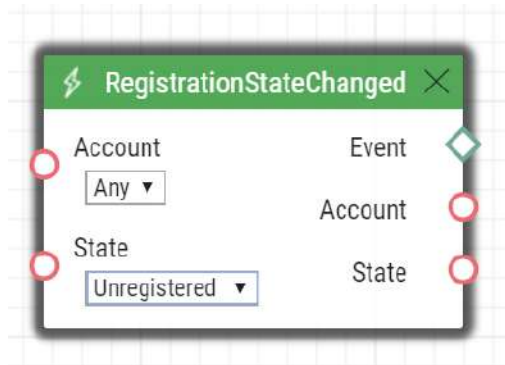 RegistrationStateChanged
Account
Event
Any
Account
State
State
Unregistered